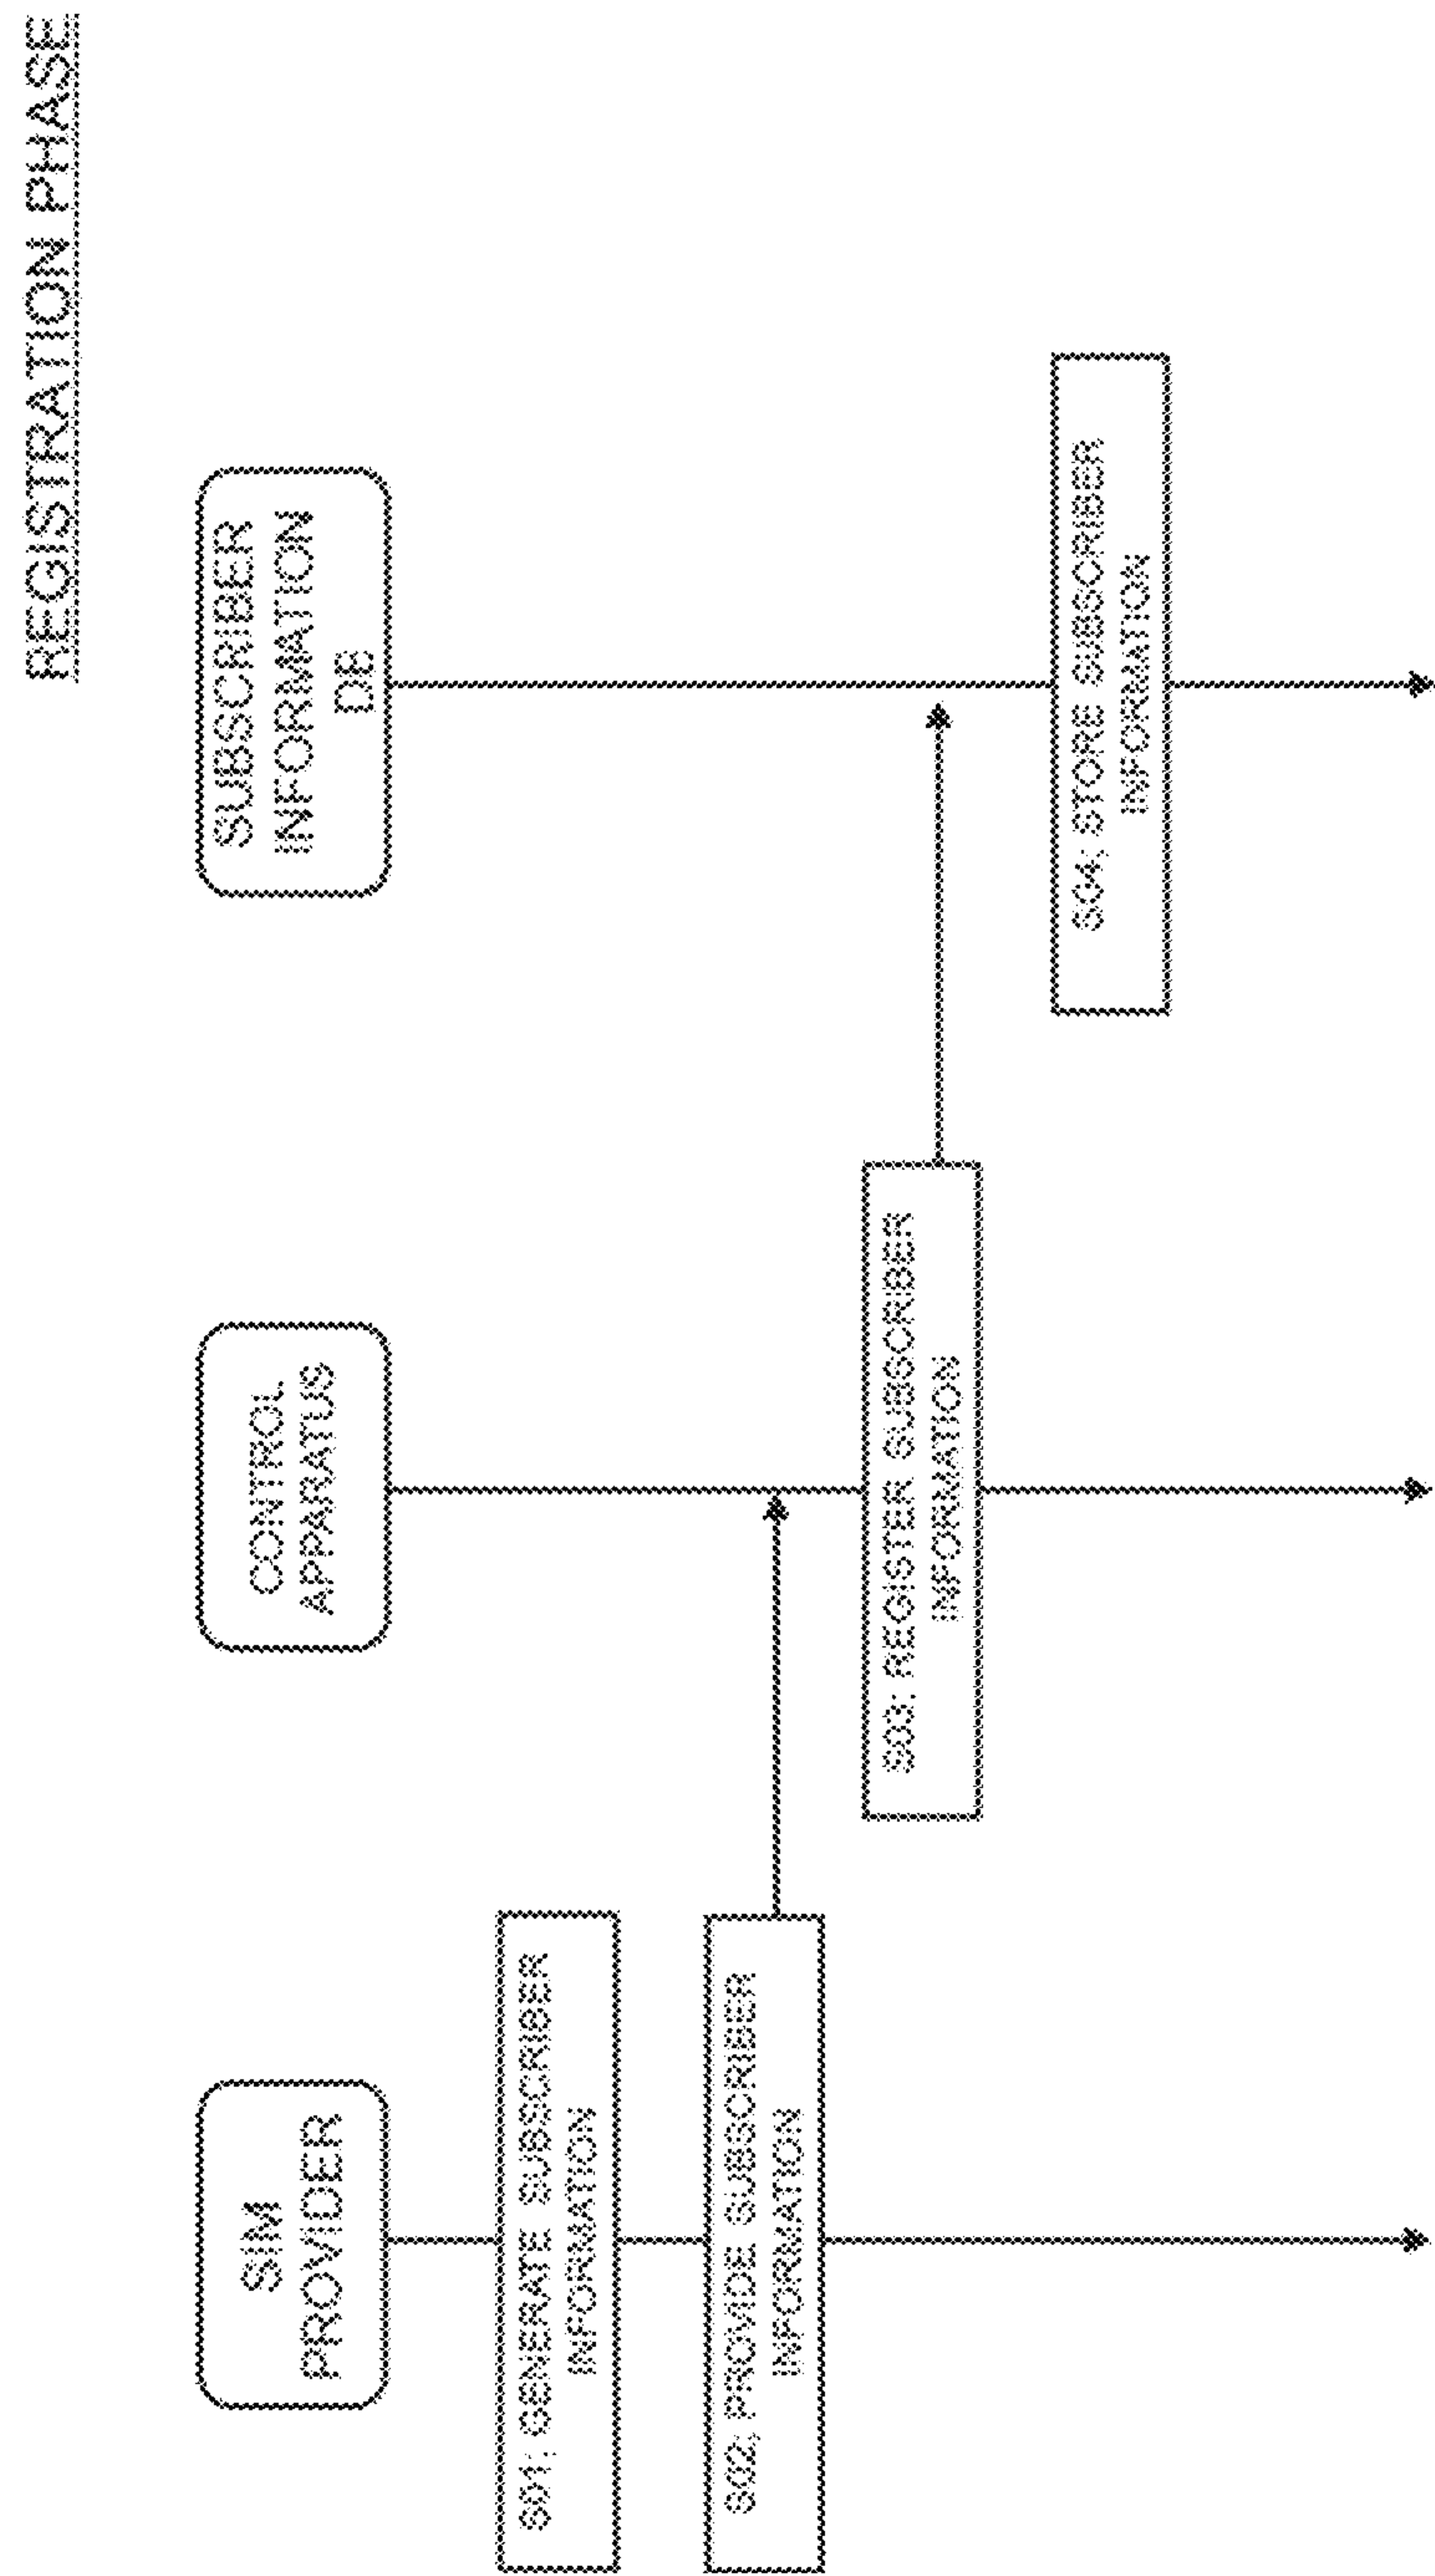 REGISTRATION PHASE
SIM
PROVIDER
CONTROL
APPARATUS
SUBSCRIBER
INFORMATION
DB
S01; GENERATE SUBSCRIBER
INFORMATION
S02; PROVIDE SUBSCRIBER
INFORMATION
S03; REGISTER SUBSCRIBER
INFORMATION
S04; STORE SUBSCRIBER
INFORMATION